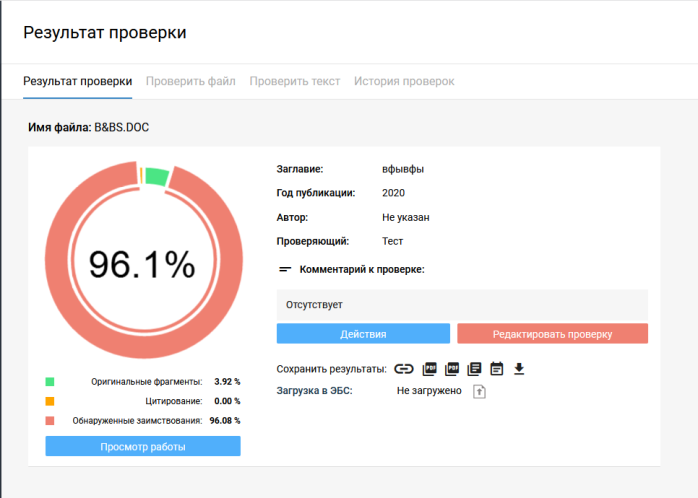 Результат проверки
Результат проверки Проверить файл Проверить текст История проверок
Имя файла: B&BS.DOC
Заглавие: вфывфы
Год публикации: 2020
Автор: Не указан
Проверяющий: Тест
Комментарий к проверке:
96.1%
Отсутствует
Действия Редактировать проверку
Сохранить результаты: PDF PDF
Загрузка в ЭБС: Не загружено
Оригинальные фрагменты: 3.92 %
Цитирование: 0.00 %
Обнаруженные заимствования: 96.08 %
Просмотр работы